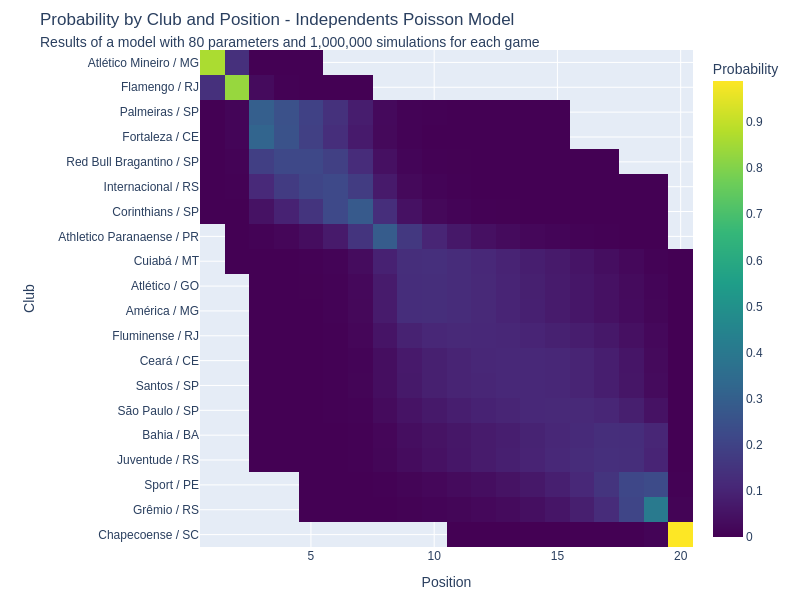 Probability by Club and Position - Independents Poisson Model
Results of a model with 80 parameters and 1,000,000 simulations for each game
Atlético Mineiro / MG
Flamengo / RJ
Palmeiras / SP
Fortaleza / CE
Red Bull Bragantino / SP
Internacional / RS
Corinthians / SP
Athletico Paranaense / PR
Cuiabá / MT
Atlético / GO
América / MG
Fluminense / RJ
Ceará / CE
Santos / SP
São Paulo / SP
Bahia / BA
Juventude / RS
Sport / PE
Grêmio / RS
Chapecoense / SC
Club
5
10
15
20
Position
Probability
0.9
0.8
0.7
0.6
0.5
0.4
0.3
0.2
0.1
0